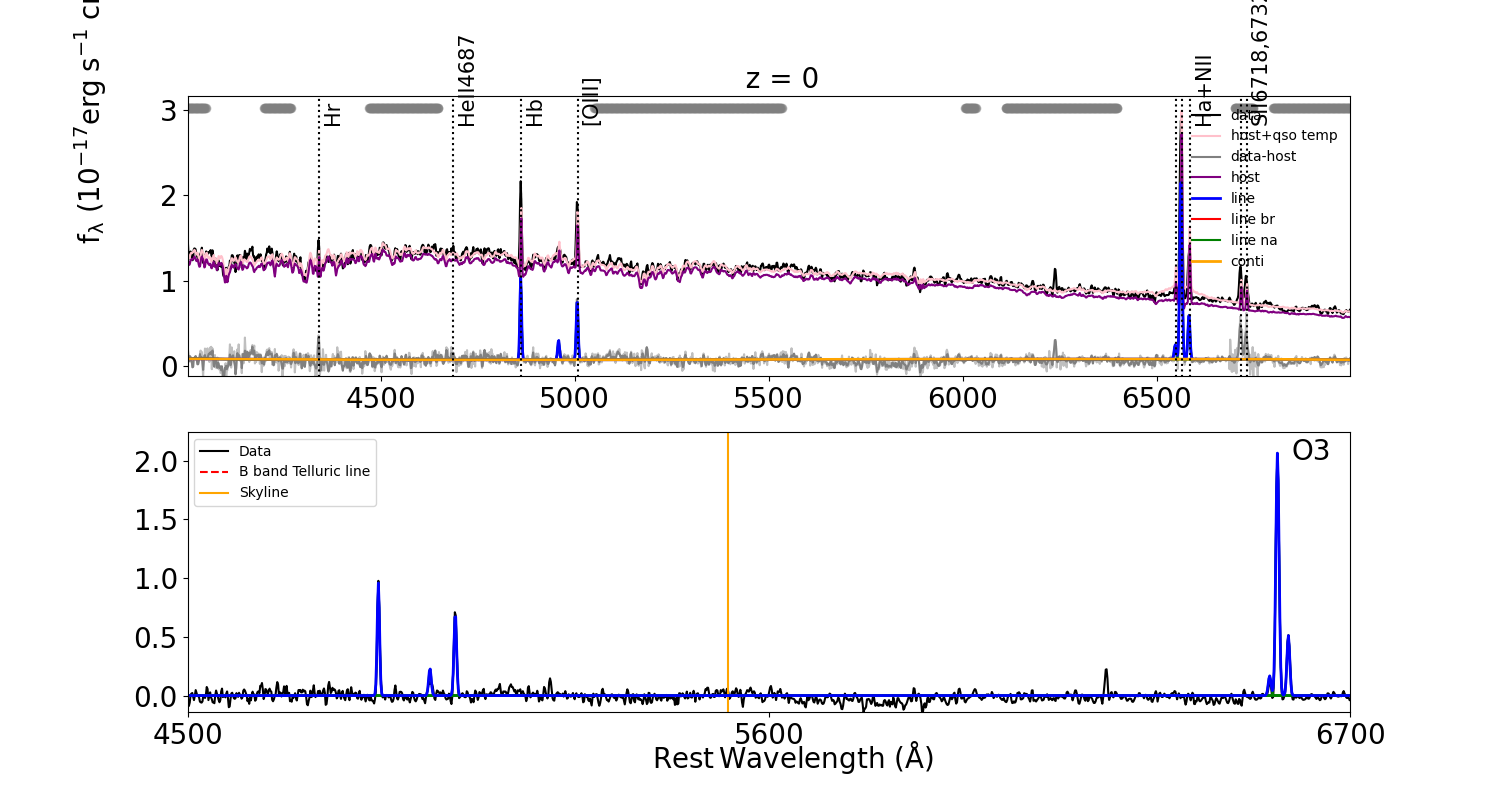 z = 0
f_λ (10^{-17} erg s^{-1}
Hr
HeII4687
Hb
[OIII]
Ha+NII
3
2
1
0
data
host+qso temp
data-host
host
line
line br
line na
conti
4500
5000
5500
6000
6500
2.0
1.5
1.0
0.5
0.0
Data
B band Telluric line
Skyline
O3
4500
5600
6700
Rest Wavelength (Å)